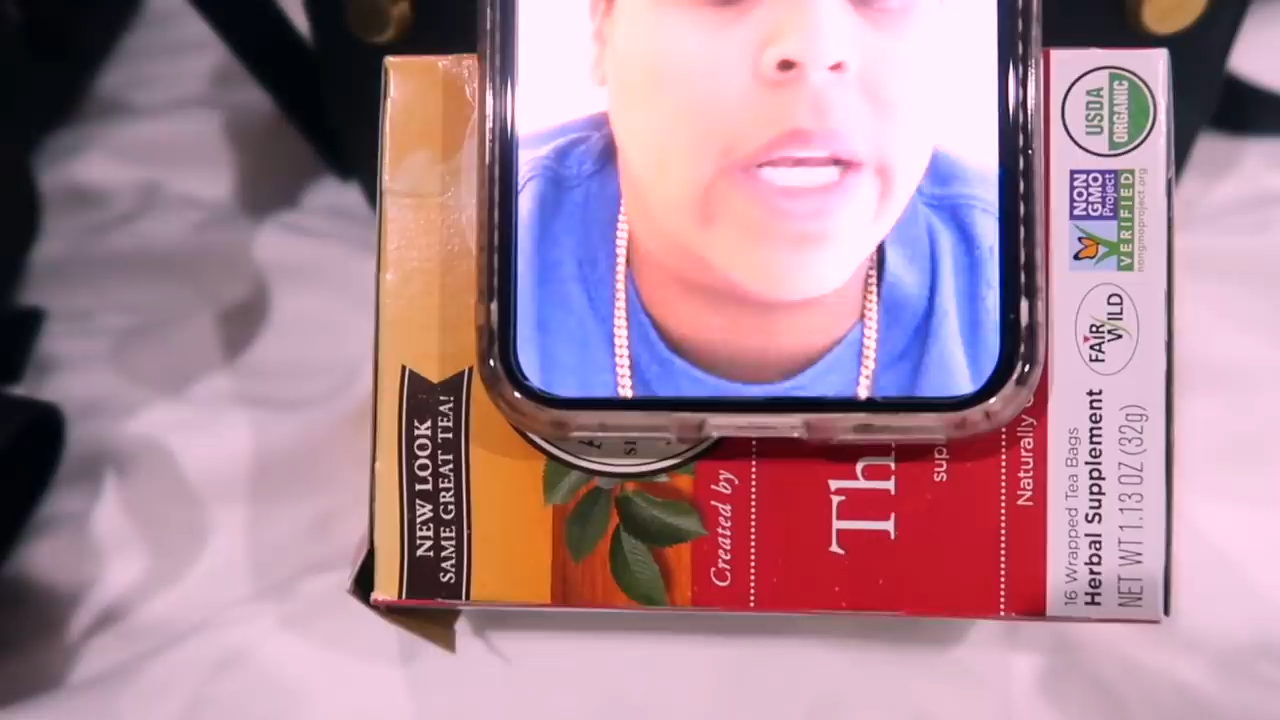 NEW LOOK
SAME GREAT TEA!
Created by
Th
sup
Naturally
16 Wrapped Tea Bags
Herbal Supplement
NET WT 1.13 OZ (32g)
FAIR
WILD
NON
GMO
Project
VERIFIED
nongmoproject.org
USDA
ORGANIC